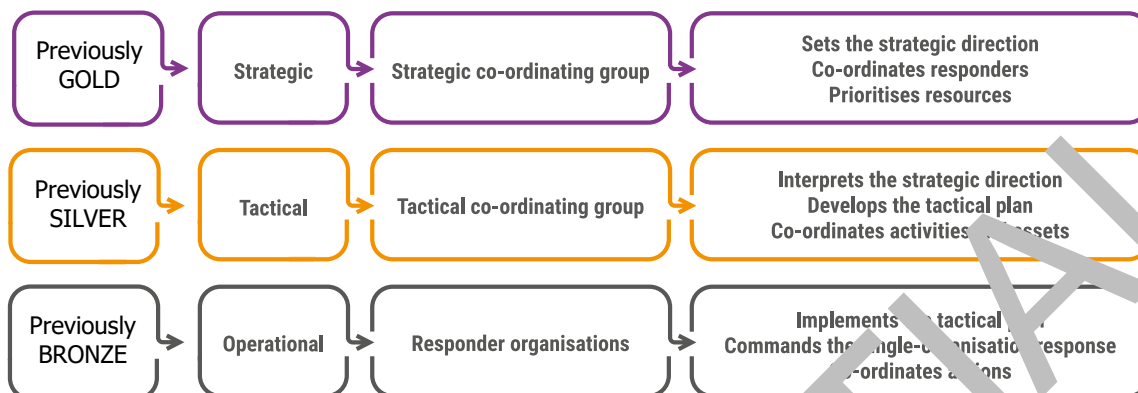 Previously
GOLD
Strategic
Strategic co-ordinating group
Sets the strategic direction
Co-ordinates responders
Prioritises resources
Previously
SILVER
Tactical
Tactical co-ordinating group
Interprets the strategic direction
Develops the tactical plan
Co-ordinates activities assets
Previously
BRONZE
Operational
Responder organisations
Implements tactical
Commands the response